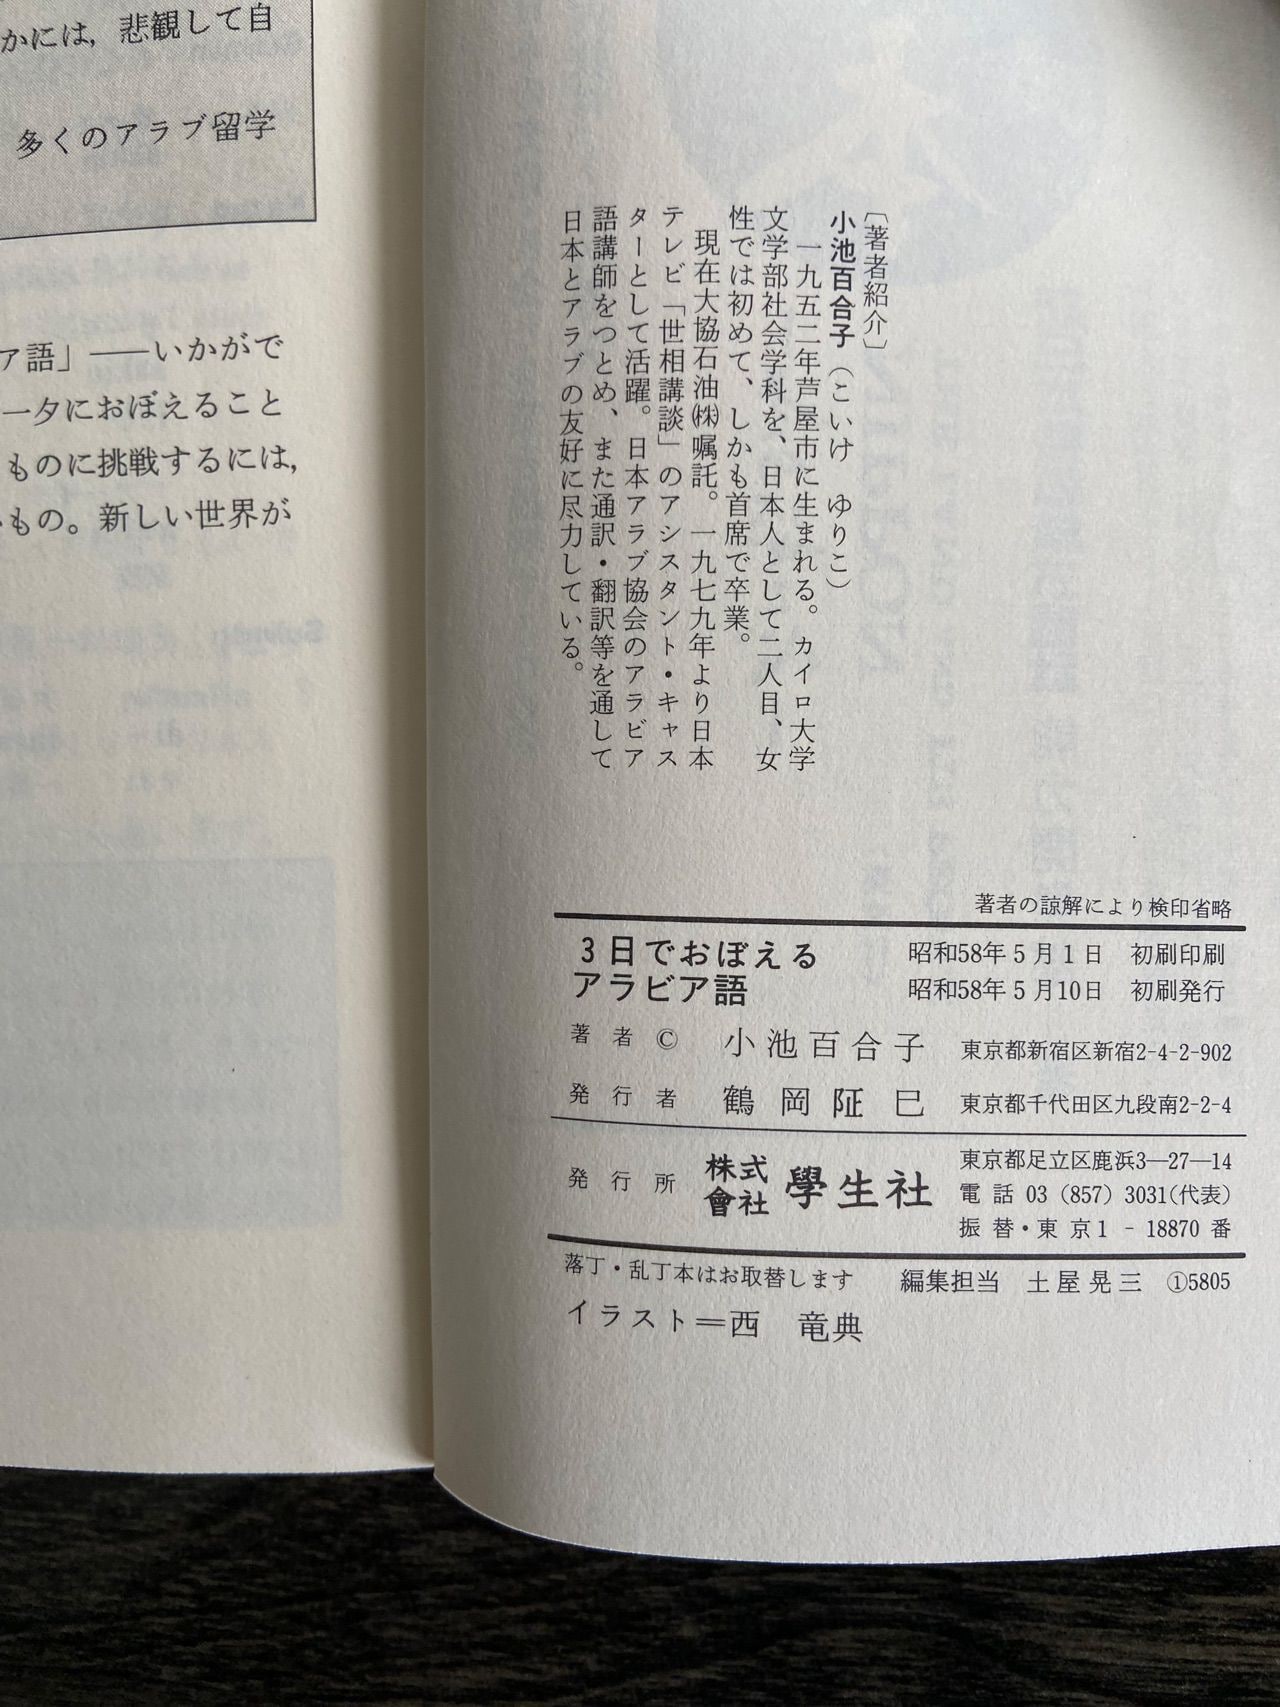 かには，悲観して自
多くのアラブ留学
ア語」――いかがで
一夕におぼえること
ものに挑戦するには，
もの。新しい世界が
〔著者紹介〕
小池百合子（こいけ　ゆりこ）
一九五二年芦屋市に生まれる。カイロ大学
文学部社会学科を、日本人として二人目、女
性では初めて、しかも首席で卒業。
現在大協石油㈱嘱託。一九七九年より日本
テレビ「世相講談」のアシスタント・キャス
ターとして活躍。日本アラブ協会のアラビア
語講師をつとめ、また通訳・翻訳等を通して
日本とアラブの友好に尽力している。
著者の諒解により検印省略
3日でおぼえる
アラビア語
昭和58年5月1日　初刷印刷
昭和58年5月10日　初刷発行
著者©　小池百合子　東京都新宿区新宿2-4-2-902
発行者　鶴岡阷巳　東京都千代田区九段南2-2-4
発行所　株式會社　學生社
東京都足立区鹿浜3―27―14
電話 03（857）3031（代表）
振替・東京1‐18870番
落丁・乱丁本はお取替します　編集担当　土屋晃三　①5805
イラスト＝西　竜典